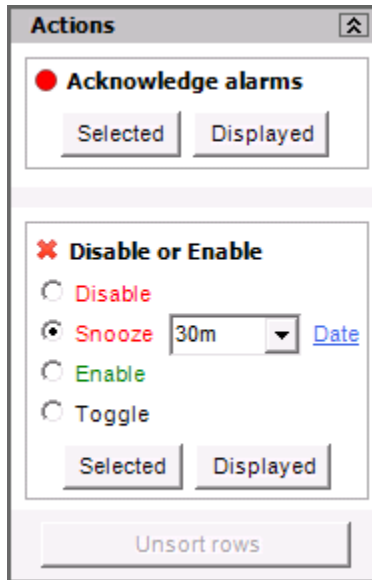 Actions
Acknowledge alarms
Selected Displayed
Disable or Enable
Disable
Snooze 30m Date
Enable
Toggle
Selected Displayed
Unsort rows